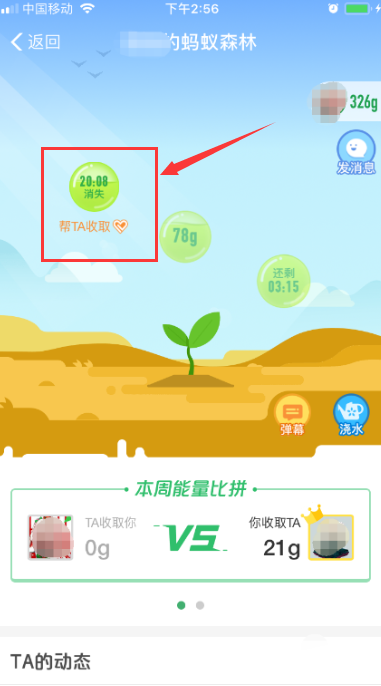 中国移动
下午2:56
返回
的蚂蚁森林
326g
发消息
20:08
消失
帮TA收取
78g
还剩
03:15
弹幕
浇水
本周能量比拼
TA收取你
0g
VS
你收取TA
21g
TA的动态